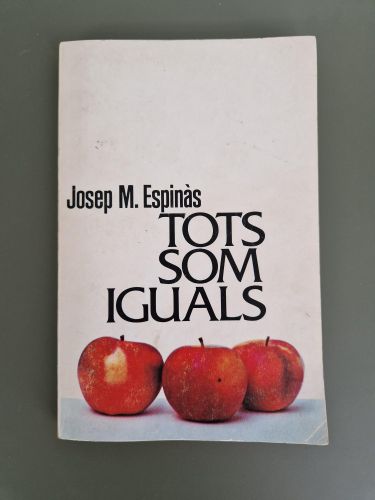 Josep M. Espinàs
TOTS
SOM
IGUALS